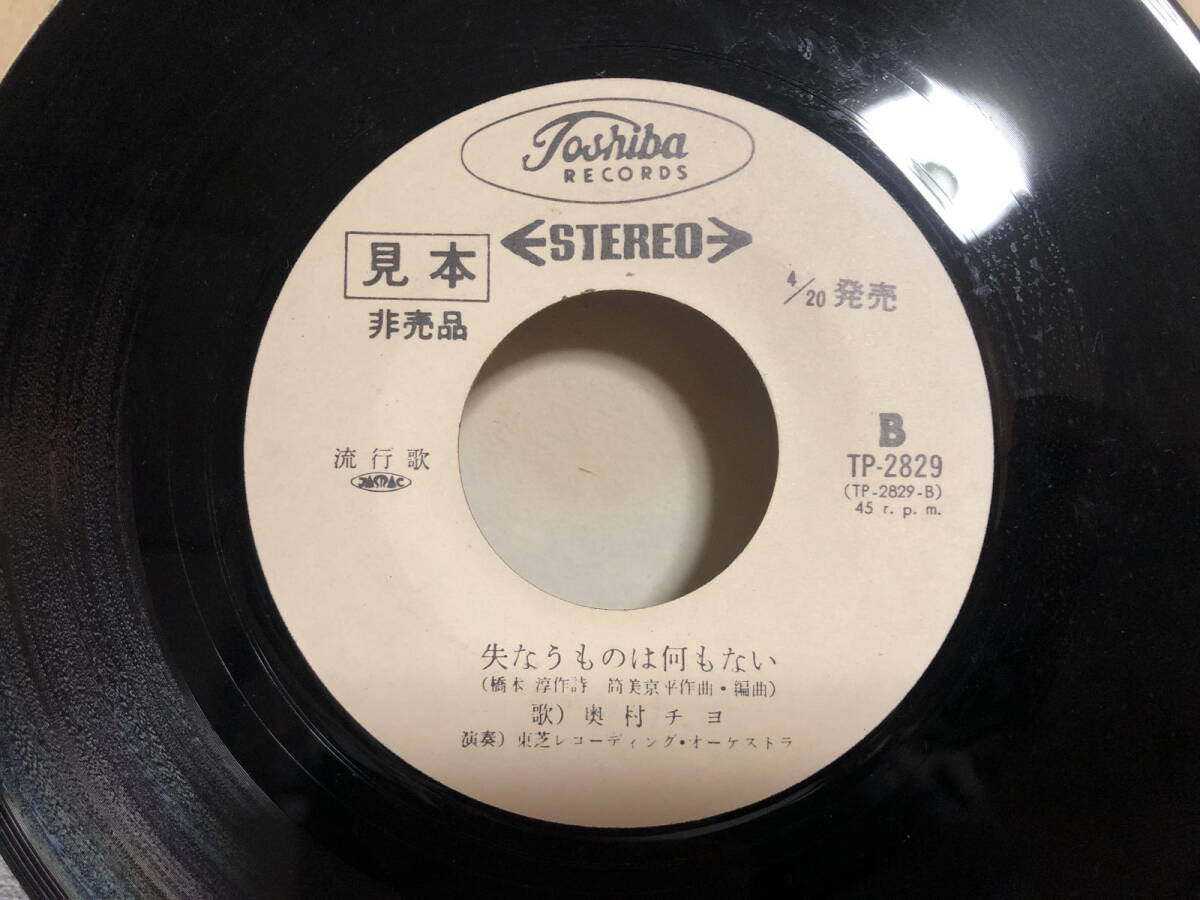 Toshiba
RECORDS
STEREO
見本
非売品
4/20 発売
流行歌
JASRAC
B
TP-2829
(TP-2829-B)
45 r.p.m.
失なうものは何もない
(橋本 淳作詩 筒美京平作曲・編曲)
歌) 奥村チヨ
演奏) 東芝レコーディング・オーケストラ